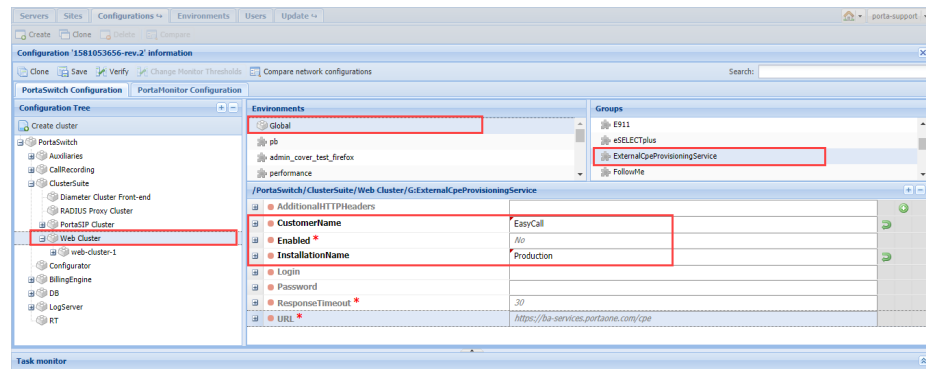 Servers Sites Configurations Environments Users Update porta-support
Create Clone Delete Compare
Configuration '1581053656-rev.2' information
Clone Save Verify Change Monitor Thresholds Compare network configurations Search:
PortaSwitch Configuration PortaMonitor Configuration
Configuration Tree
Create cluster
PortaSwitch
Auxiliaries
CallRecording
ClusterSuite
Diameter Cluster Front-end
RADIUS Proxy Cluster
PortaSIP Cluster
Web Cluster
web-cluster-1
Configurator
BillingEngine
DB
LogServer
RT
Environments
Global
pb
admin_cover_test_firefox
performance
Groups
E911
eSELECTplus
ExternalCpeProvisioningService
FollowMe
/PortaSwitch/ClusterSuite/Web Cluster/G:ExternalCpeProvisioningService
AdditionalHTTPHeaders
CustomerName EasyCall
Enabled * No
InstallationName Production
Login
Password
ResponseTimeout * 30
URL * https://ba-services.portaone.com/cpe
Task monitor